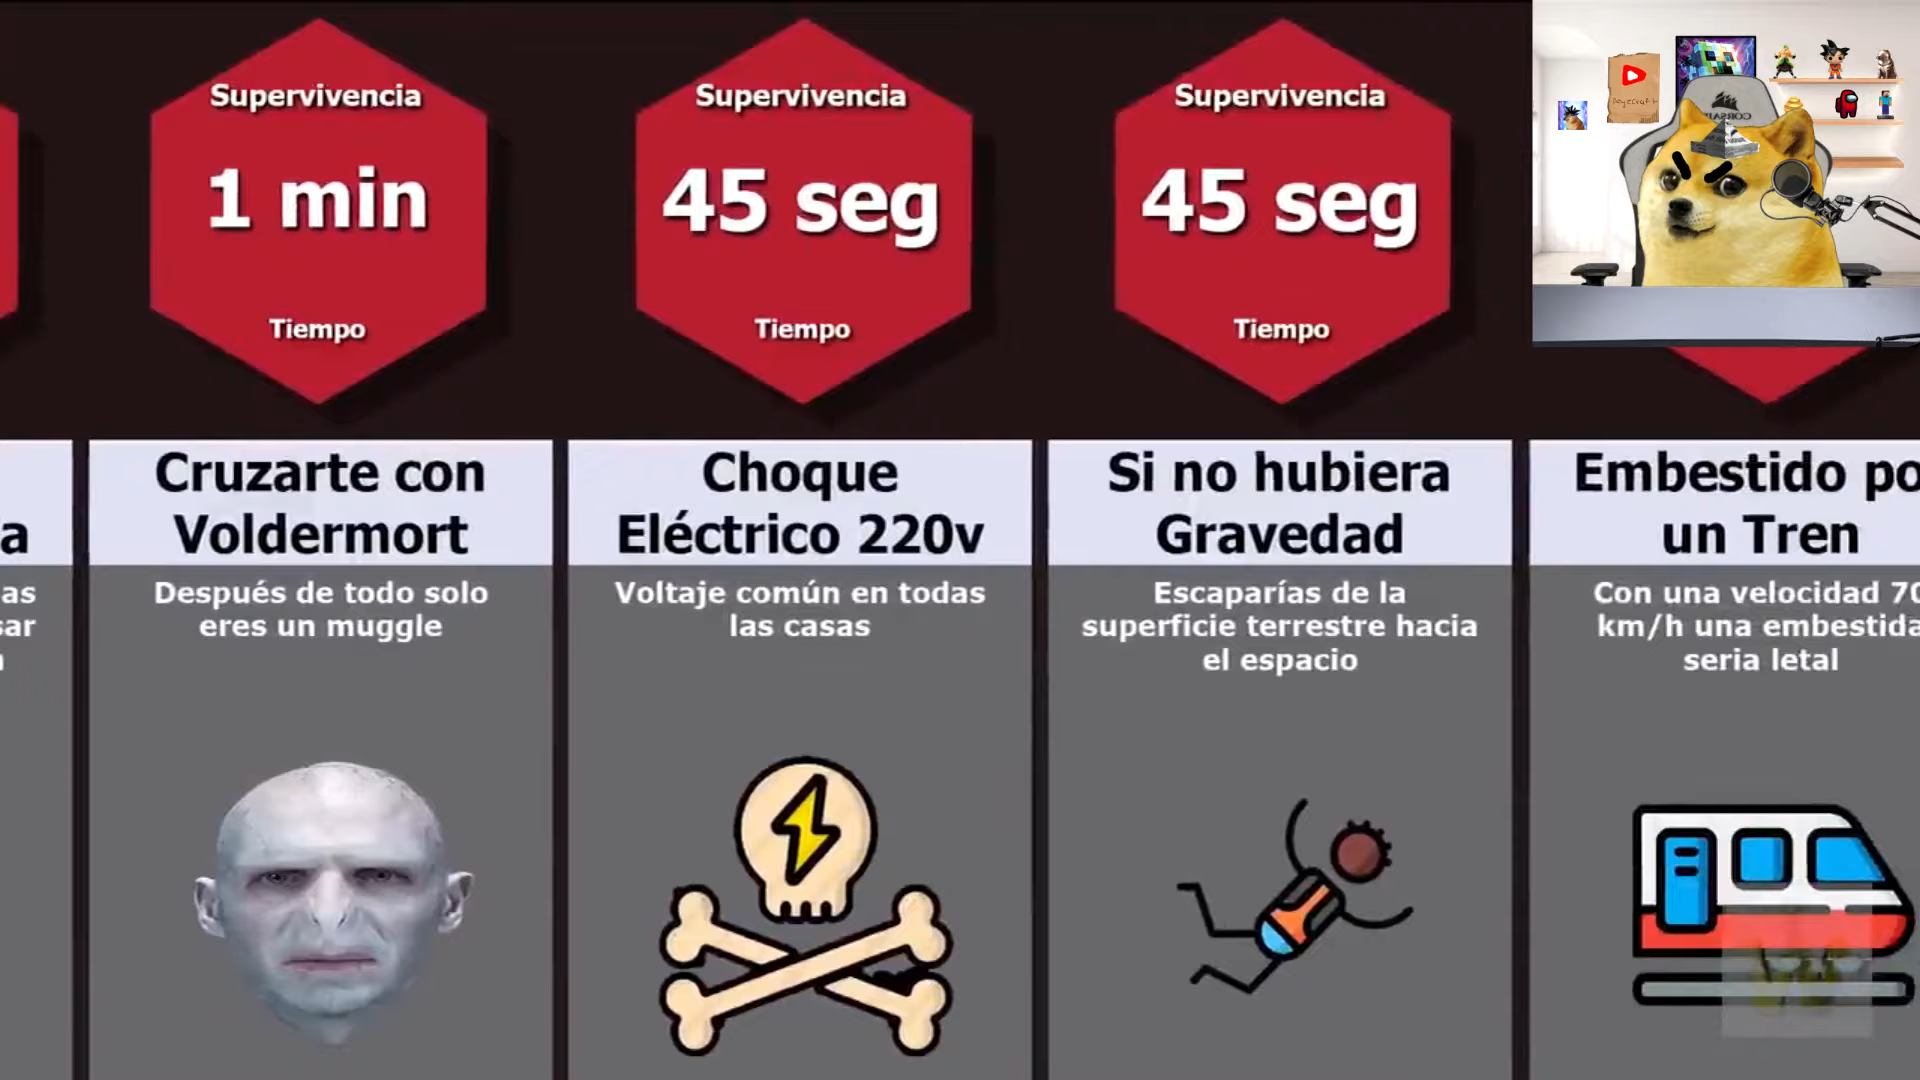 Supervivencia
1 min
Tiempo
Supervivencia
45 seg
Tiempo
Supervivencia
45 seg
Tiempo
a
as
sar
Cruzarte con
Voldermort
Después de todo solo
eres un muggle
Choque
Eléctrico 220v
Voltaje común en todas
las casas
Si no hubiera
Gravedad
Escaparías de la
superficie terrestre hacia
el espacio
Embestido po
un Tren
Con una velocidad 70
km/h una embestida
seria letal